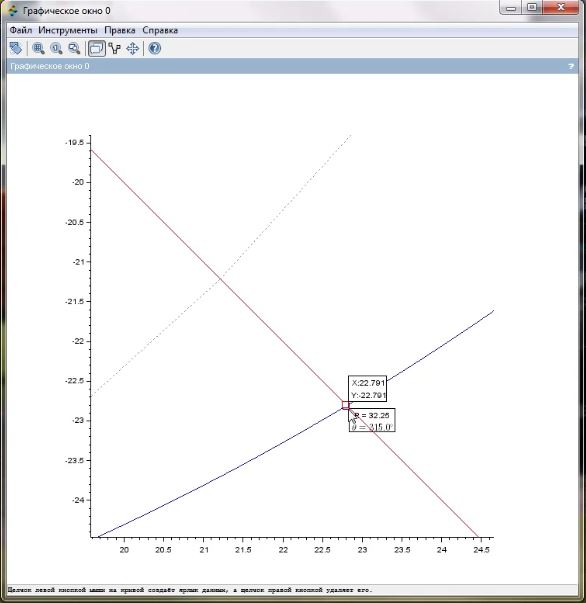 Графическое окно 0
Файл Инструменты Правка Справка
Графическое окно 0
?
-19.5
-20
-20.5
-21
-21.5
-22
-22.5
-23
-23.5
-24
X:22.791
Y:-22.791
R = 32.25
θ = 315.0°
20 20.5 21 21.5 22 22.5 23 23.5 24 24.5
Щелчок левой кнопкой мыши на кривой создаёт ярлык данных, а щелчок правой кнопкой удаляет его.